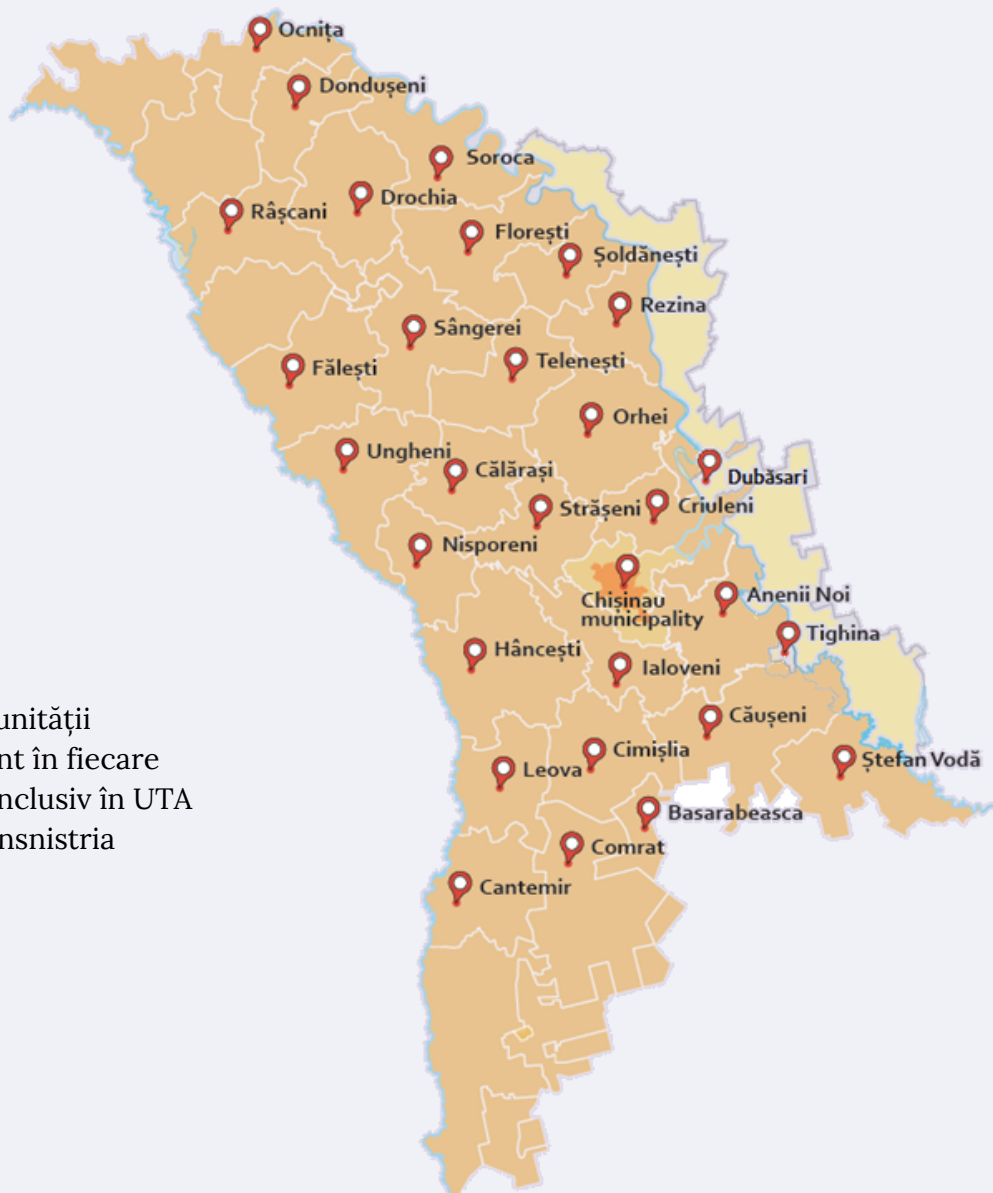 Ocnița
Dondușeni
Soroca
Drochia
Râșcani
Florești
Șoldănești
Rezina
Sângerei
Telenești
Fălești
Orhei
Ungheni
Călărași
Dubăsari
Strășeni
Criuleni
Nisporeni
Chișinau
municipality
Anenii Noi
Tighina
Hâncești
Ialoveni
unității
nt în fiecare
nclusiv în UTA
nsnistria
Căușeni
Cimișlia
Leova
Ștefan Vodă
Basarabeasca
Comrat
Cantemir